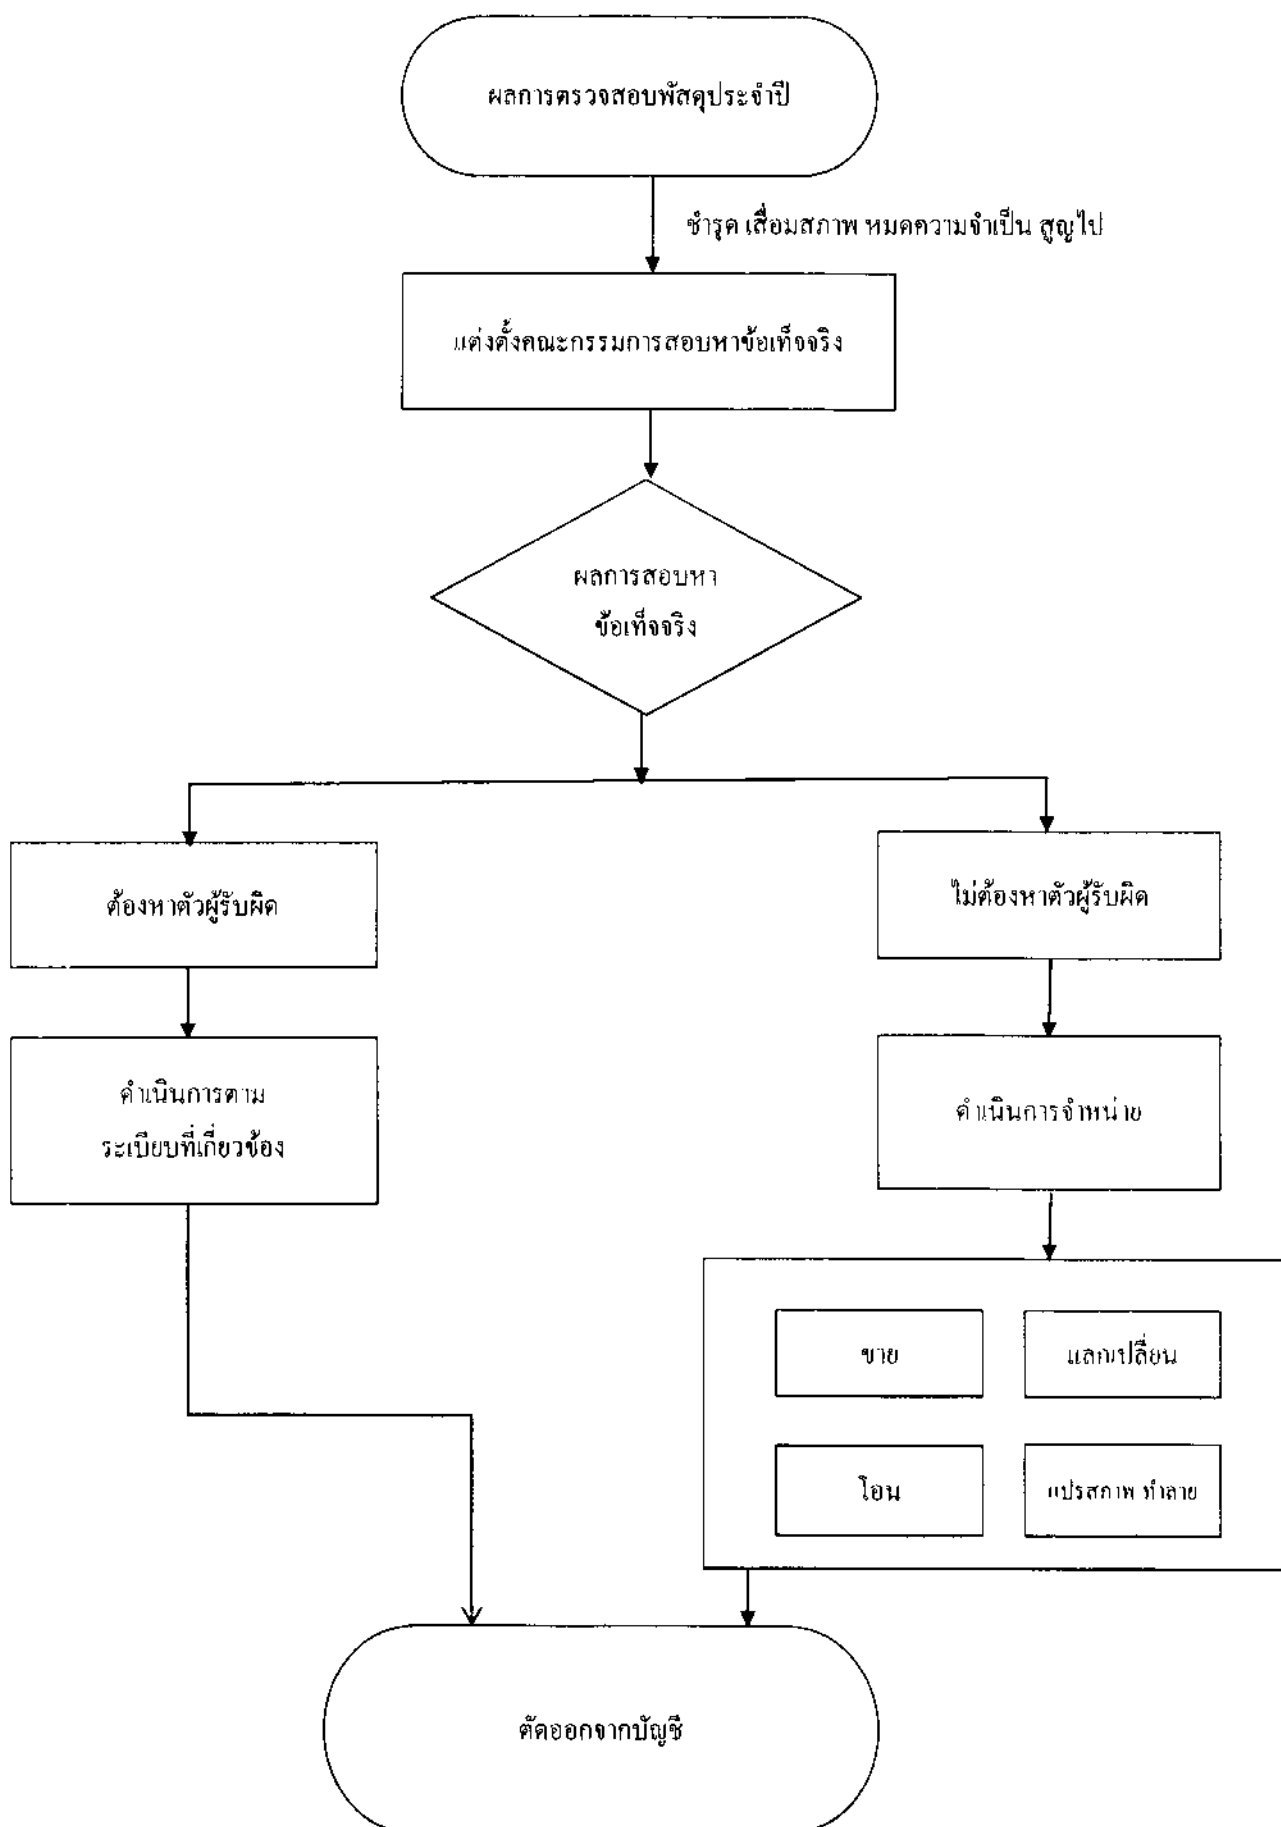 ผลการตรวจสอบพัสดุประจำปี
ชำรุด เสื่อมสภาพ หมดความจำเป็น สูญไป
แต่งตั้งคณะกรรมการสอบหาข้อเท็จจริง
ผลการสอบหา
ข้อเท็จจริง
ต้องหาตัวผู้รับผิด
ไม่ต้องหาตัวผู้รับผิด
ดำเนินการตาม
ระเบียบที่เกี่ยวข้อง
ดำเนินการจำหน่าย
ขาย
แลกเปลี่ยน
โอน
แปรสภาพ ทำลาย
ตัดออกจากบัญชี